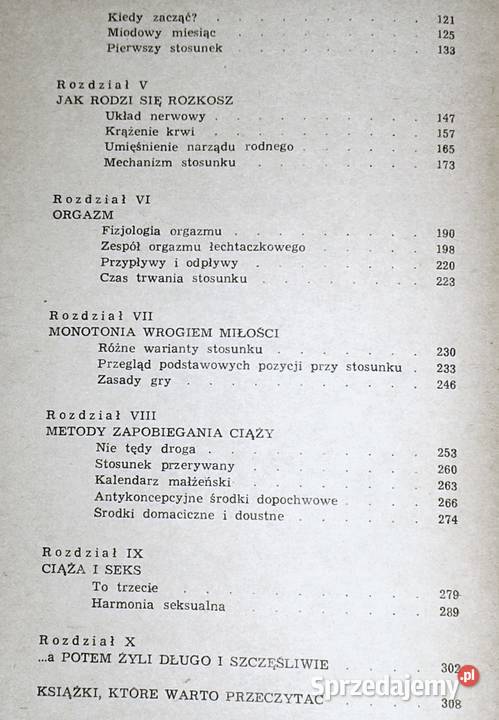 Kiedy zacząć? . . . . . . . 121
Miodowy miesiąc . . . . . . 125
Pierwszy stosunek . . . . . . 133
Rozdział V
JAK RODZI SIĘ ROZKOSZ
Układ nerwowy . . . . . . . 147
Krążenie krwi . . . . . . . 157
Umięśnienie narządu rodnego . . . . 165
Mechanizm stosunku . . . . . . 173
Rozdział VI
ORGAZM
Fizjologia orgazmu . . . . . . 190
Zespół orgazmu łechtaczkowego . . . . 198
Przypływy i odpływy . . . . . . 220
Czas trwania stosunku . . . . . 223
Rozdział VII
MONOTONIA WROGIEM MIŁOŚCI
Różne warianty stosunku . . . . . 230
Przegląd podstawowych pozycji przy stosunku . 233
Zasady gry . . . . . . . . 246
Rozdział VIII
METODY ZAPOBIEGANIA CIĄŻY
Nie tędy droga . . . . . . . 253
Stosunek przerywany . . . . . . 260
Kalendarz małżeński . . . . . . 263
Antykoncepcyjne środki dopochwowe . . . 266
Środki domaciczne i doustne . . . . 274
Rozdział IX
CIĄŻA I SEKS
To trzecie . . . . . . . . 279
Harmonia seksualna . . . . . . 289
Rozdział X
...a POTEM ŻYLI DŁUGO I SZCZĘŚLIWIE . . . . 302
KSIĄŻKI, KTÓRE WARTO PRZECZYTAĆ . . . . 308
Sprzedajemy.pl